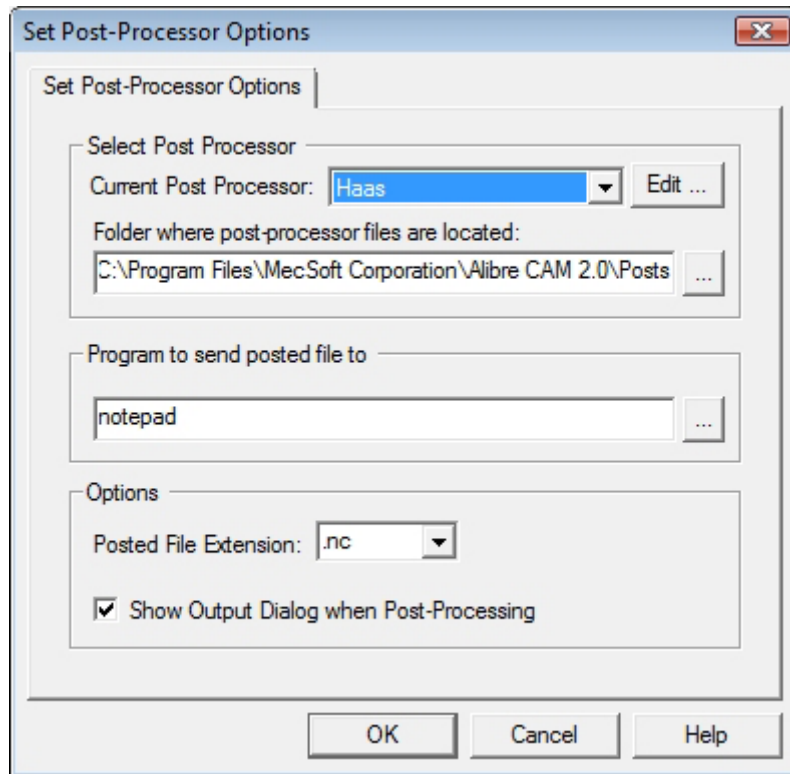 Set Post-Processor Options
Set Post-Processor Options
Select Post Processor
Current Post Processor: Haas Edit ...
Folder where post-processor files are located:
C:\Program Files\MecSoft Corporation\Alibre CAM 2.0\Posts ...
Program to send posted file to
notepad ...
Options
Posted File Extension: .nc
Show Output Dialog when Post-Processing
OK Cancel Help